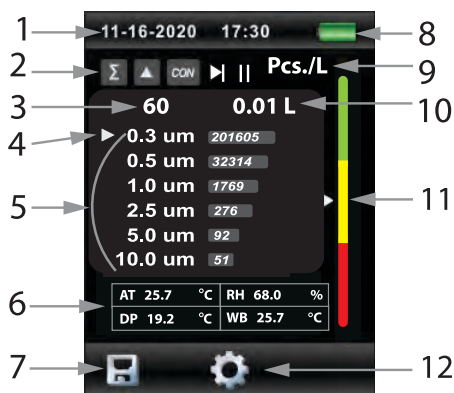 1 11-16-2020 17:30 8
2 Σ CON Pcs./L 9
3 60 0.01 L 10
4 0.3 um 201605
0.5 um 32314
5 1.0 um 1769 11
2.5 um 276
5.0 um 92
10.0 um 51
6 AT 25.7 °C RH 68.0 %
DP 19.2 °C WB 25.7 °C
7 12